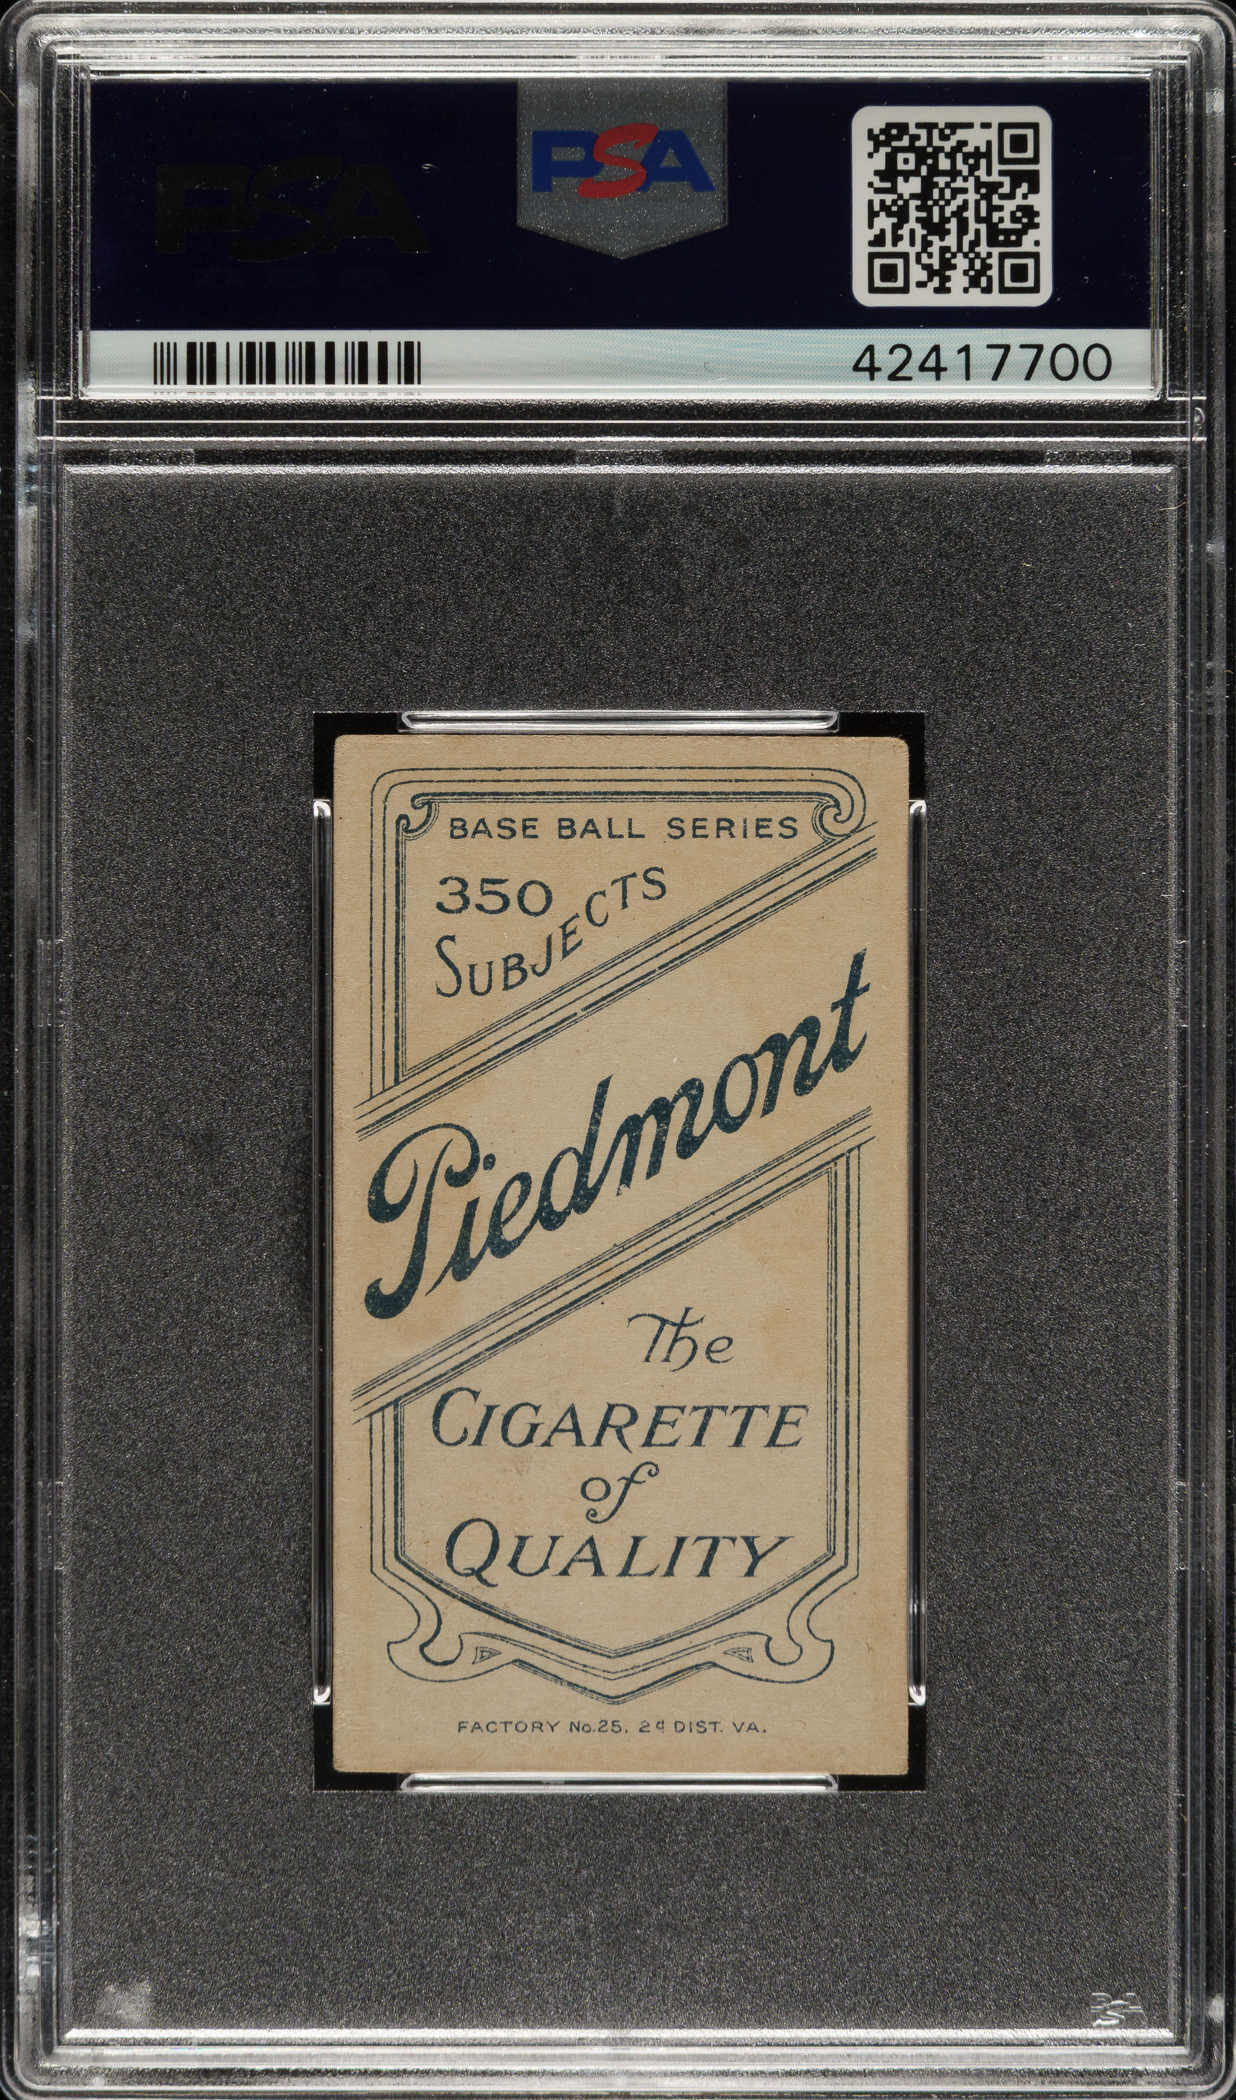 PSA
PSA
42417700
BASE BALL SERIES
350
SUBJECTS
Piedmont
The
CIGARETTE
of
QUALITY
FACTORY No.25, 2d DIST. VA.
PSA